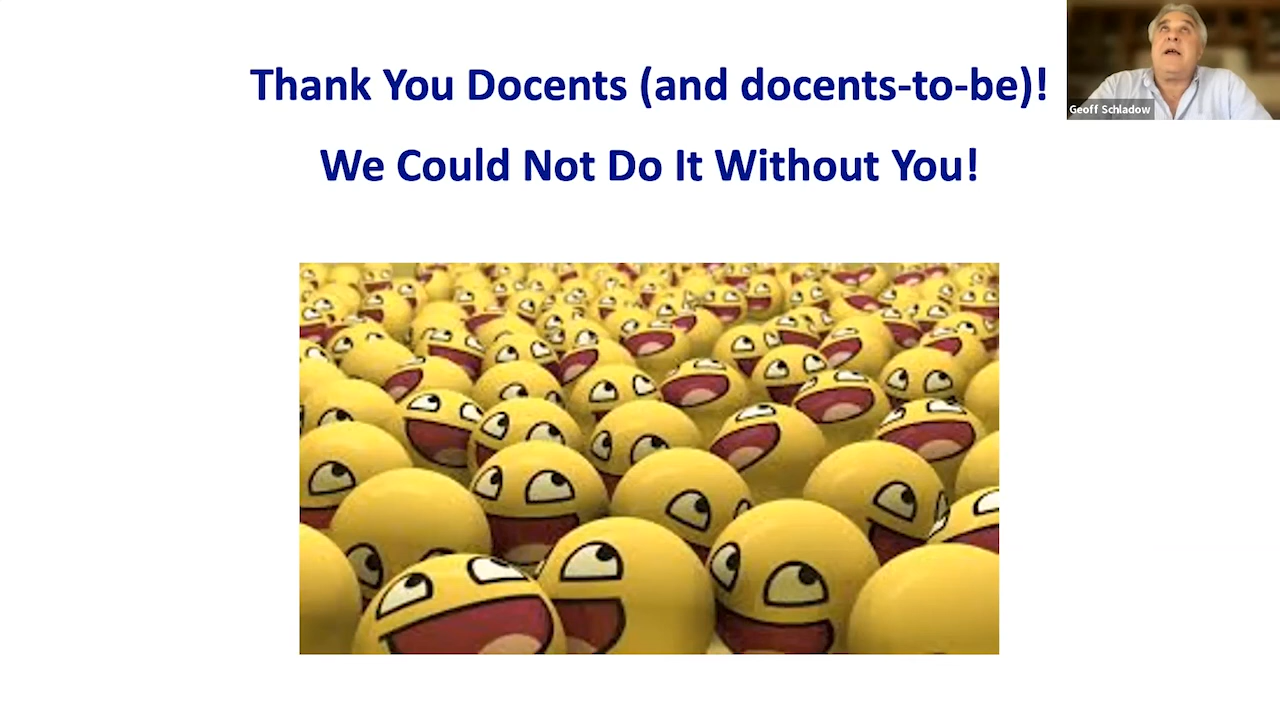 Thank You Docents (and docents-to-be)!
We Could Not Do It Without You!
Geoff Schladow